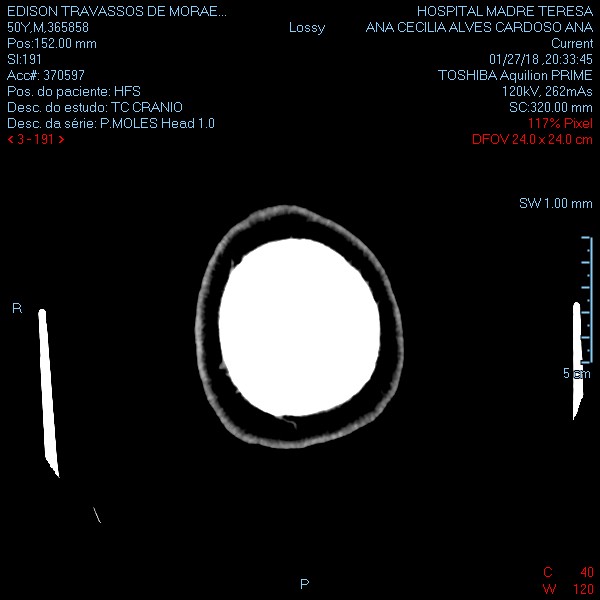 EDISON TRAVASSOS DE MORAE...
50Y,M,365858
Pos:152.00 mm
SI:191
Acc#: 370597
Pos. do paciente: HFS
Desc. do estudo: TC CRANIO
Desc. da série: P.MOLES Head 1.0
< 3 - 191 >
Lossy
HOSPITAL MADRE TERESA
ANA CECILIA ALVES CARDOSO ANA
Current
01/27/18 ,20:33:45
TOSHIBA Aquilion PRIME
120kV, 262mAs
SC:320.00 mm
117% Pixel
DFOV 24.0 x 24.0 cm
SW 1.00 mm
R
5 cm
P
C 40
W 120